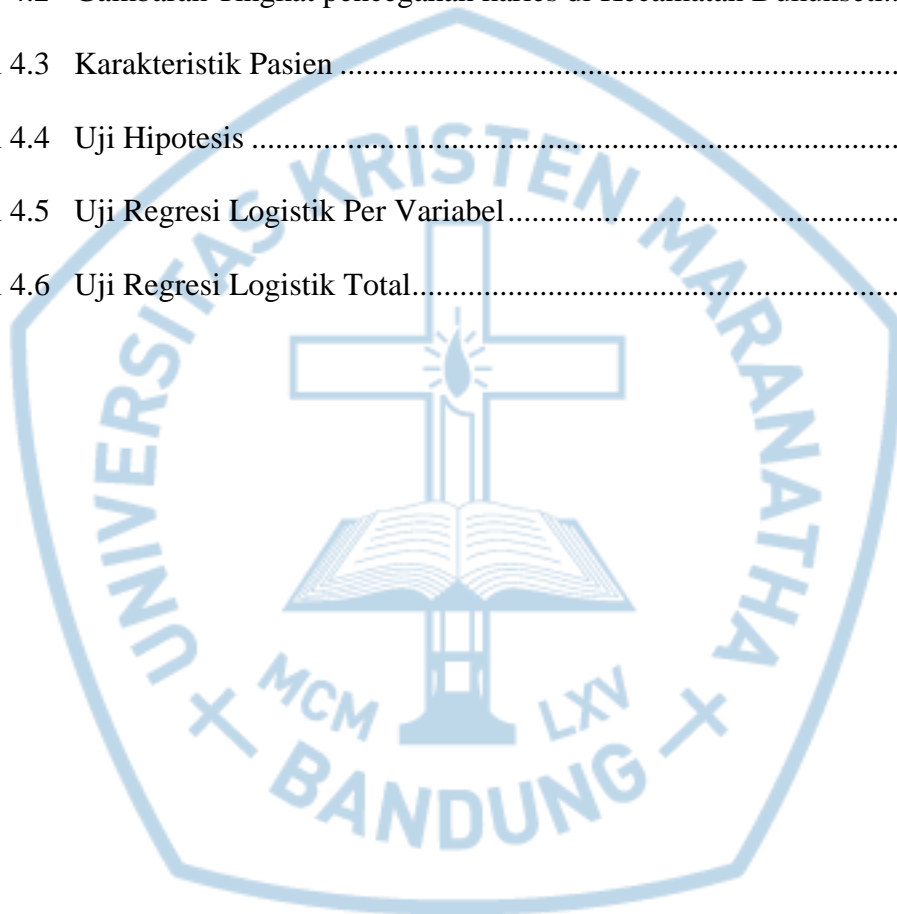 4.3 Karakteristik Pasien ........................................................................
4.4 Uji Hipotesis ...................................................................................
4.5 Uji Regresi Logistik Per Variabel ...................................................
4.6 Uji Regresi Logistik Total ...............................................................
UNIVERSITAS KRISTEN MARANATHA
MCM LXV
BANDUNG